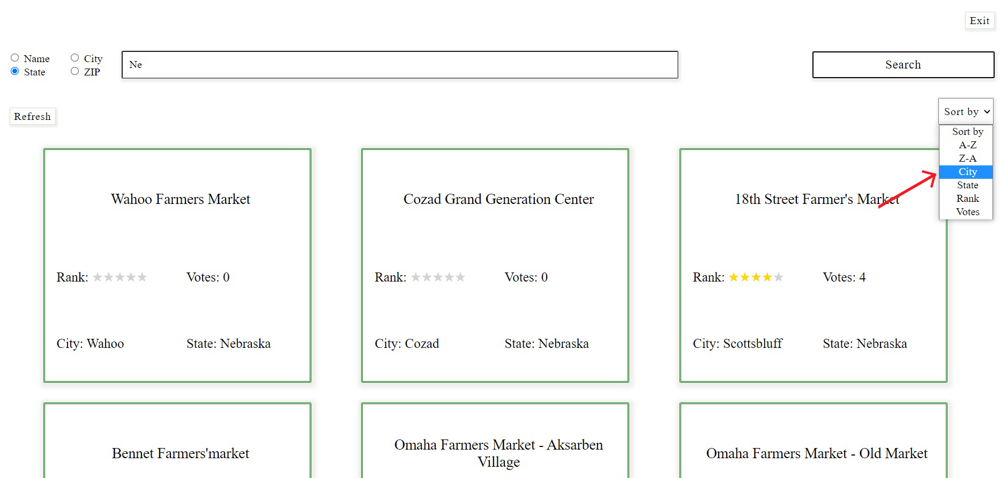 Exit
Name City
State ZIP
Ne
Search
Refresh
Sort by
Sort by
A-Z
Z-A
City
State
Rank
Votes
Wahoo Farmers Market
Rank: ★★★★★ Votes: 0
City: Wahoo State: Nebraska
Cozad Grand Generation Center
Rank: ★★★★★ Votes: 0
City: Cozad State: Nebraska
18th Street Farmer's Market
Rank: ★★★★★ Votes: 4
City: Scottsbluff State: Nebraska
Bennet Farmers'market
Omaha Farmers Market - Aksarben
Village
Omaha Farmers Market - Old Market